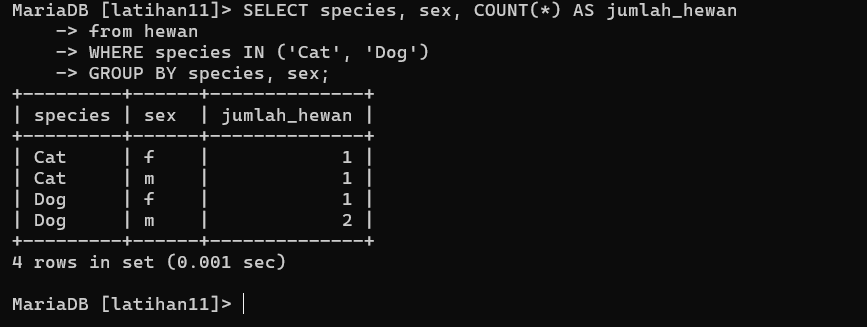 MariaDB [latihan11]> SELECT species, sex, COUNT(*) AS jumlah_hewan
    -> from hewan
    -> WHERE species IN ('Cat', 'Dog')
    -> GROUP BY species, sex;
+---------+------+--------------+
| species | sex  | jumlah_hewan |
+---------+------+--------------+
| Cat     | f    |            1 |
| Cat     | m    |            1 |
| Dog     | f    |            1 |
| Dog     | m    |            2 |
+---------+------+--------------+
4 rows in set (0.001 sec)

MariaDB [latihan11]>